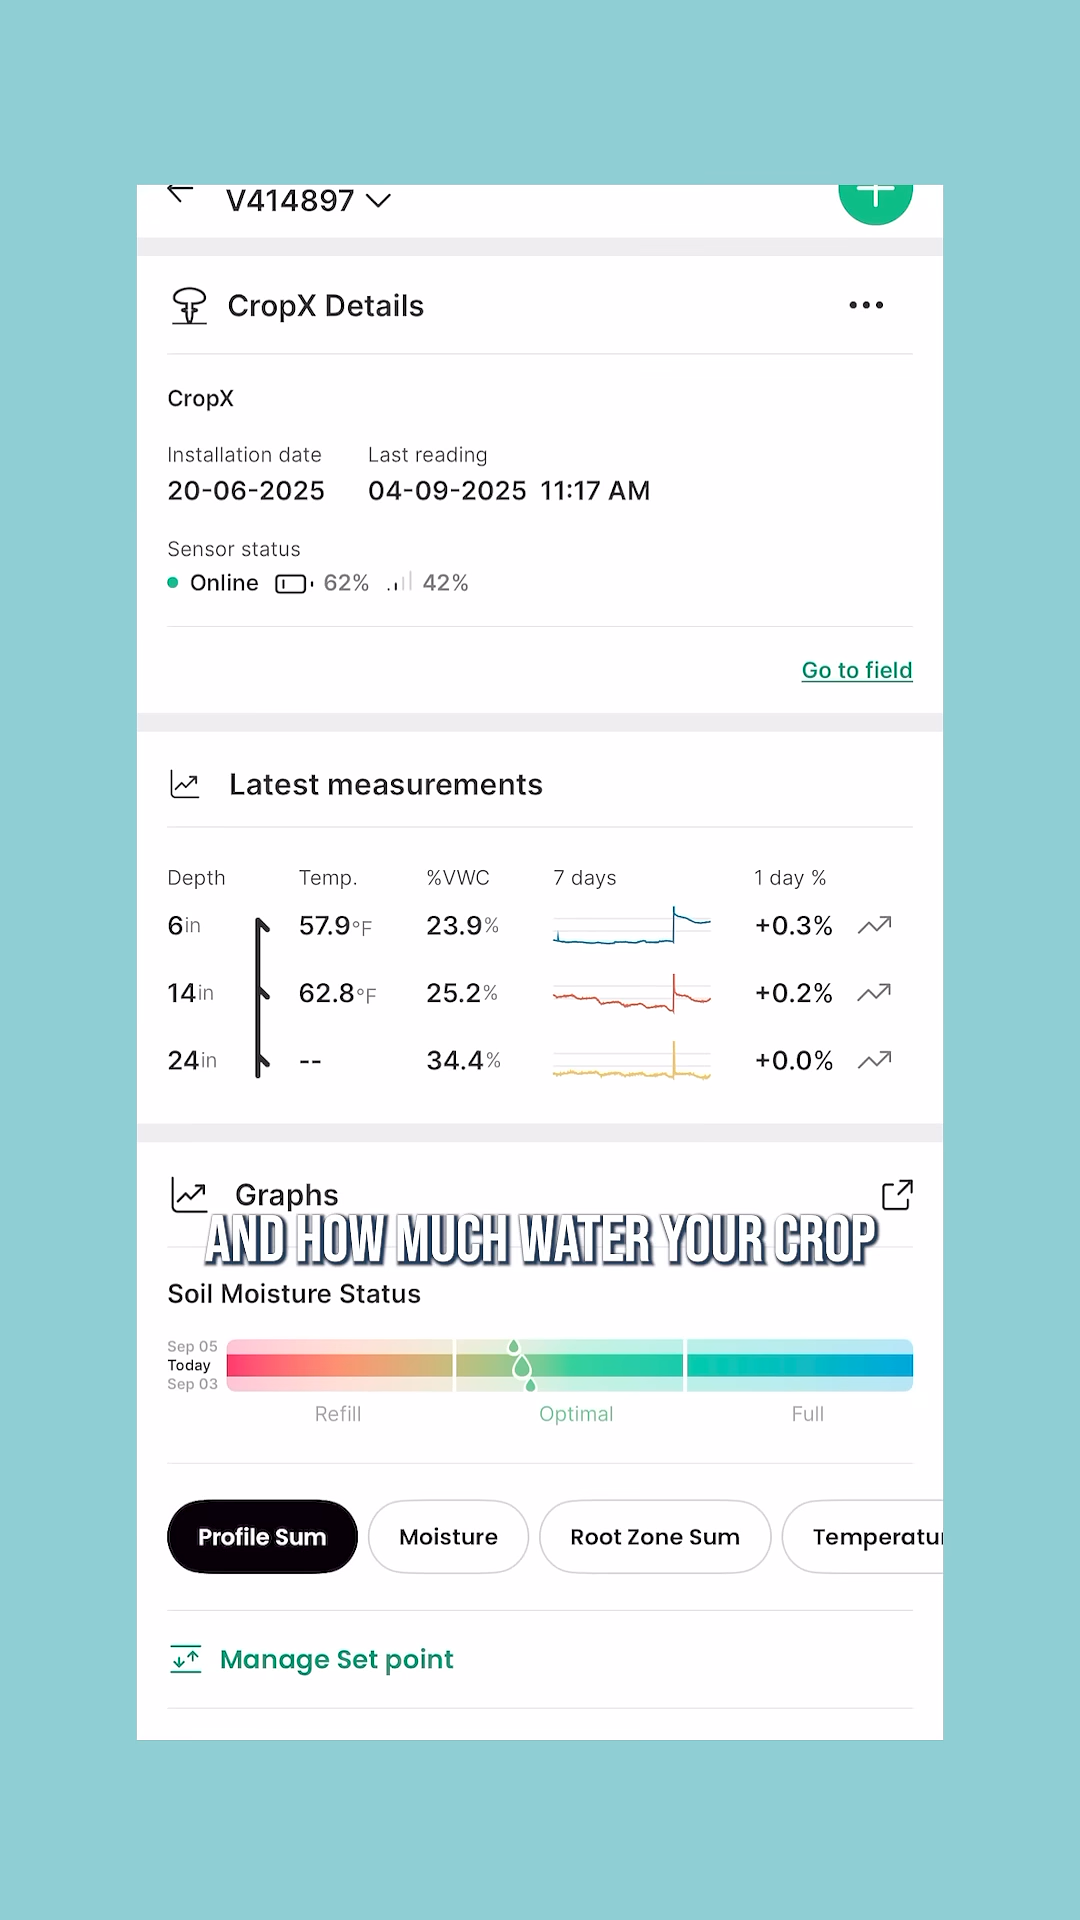 V414897
CropX Details
CropX
Installation date Last reading
20-06-2025 04-09-2025 11:17 AM
Sensor status
Online 62% 42%
Go to field
Latest measurements
Depth Temp. %VWC 7 days 1 day %
6in 57.9°F 23.9% +0.3%
14in 62.8°F 25.2% +0.2%
24in -- 34.4% +0.0%
Graphs
AND HOW MUCH WATER YOUR CROP
Soil Moisture Status
Sep 05
Today
Sep 03
Refill Optimal Full
Profile Sum Moisture Root Zone Sum Temperatur
Manage Set point